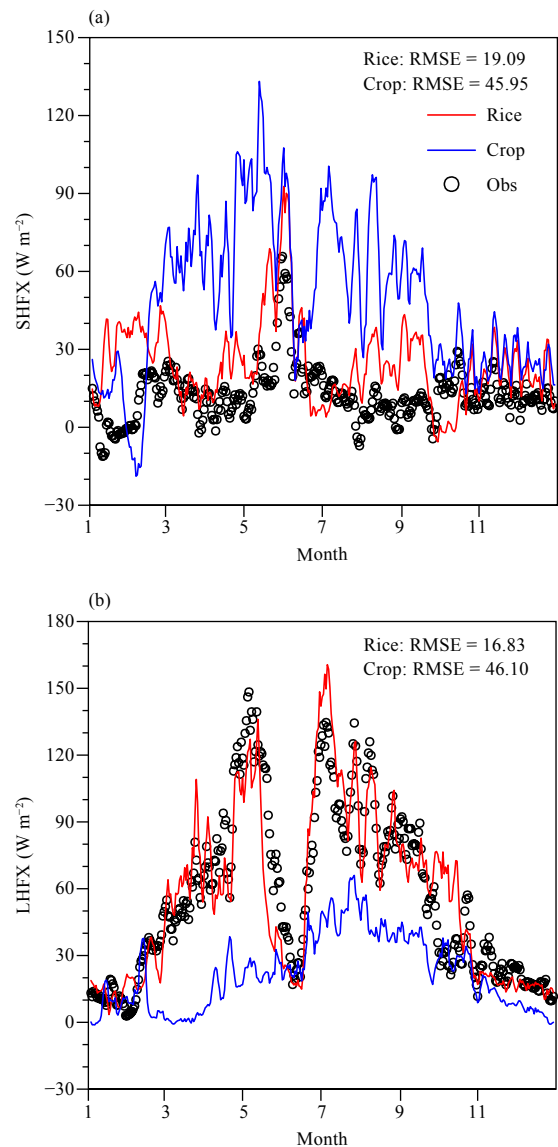 (a)
150
120
90
60
30
0
−30
SHFX (W m⁻²)
Rice: RMSE = 19.09
Crop: RMSE = 45.95
Rice
Crop
Obs
1 3 5 7 9 11
Month
(b)
180
150
120
90
60
30
0
−30
LHFX (W m⁻²)
Rice: RMSE = 16.83
Crop: RMSE = 46.10
1 3 5 7 9 11
Month